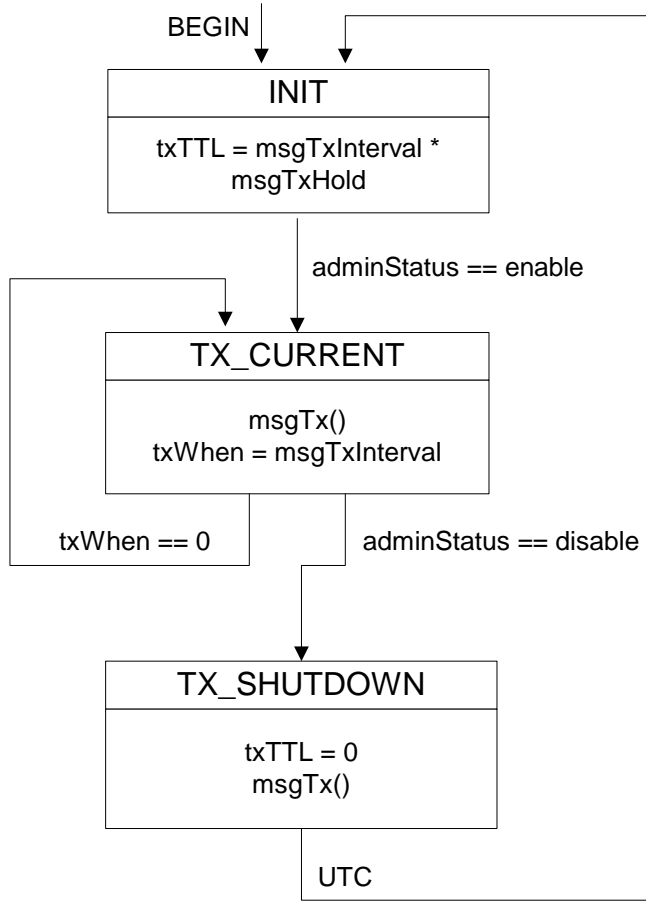 BEGIN
INIT
txTTL = msgTxInterval *
msgTxHold
adminStatus == enable
TX_CURRENT
msgTx()
txWhen = msgTxInterval
txWhen == 0
adminStatus == disable
TX_SHUTDOWN
txTTL = 0
msgTx()
UTC